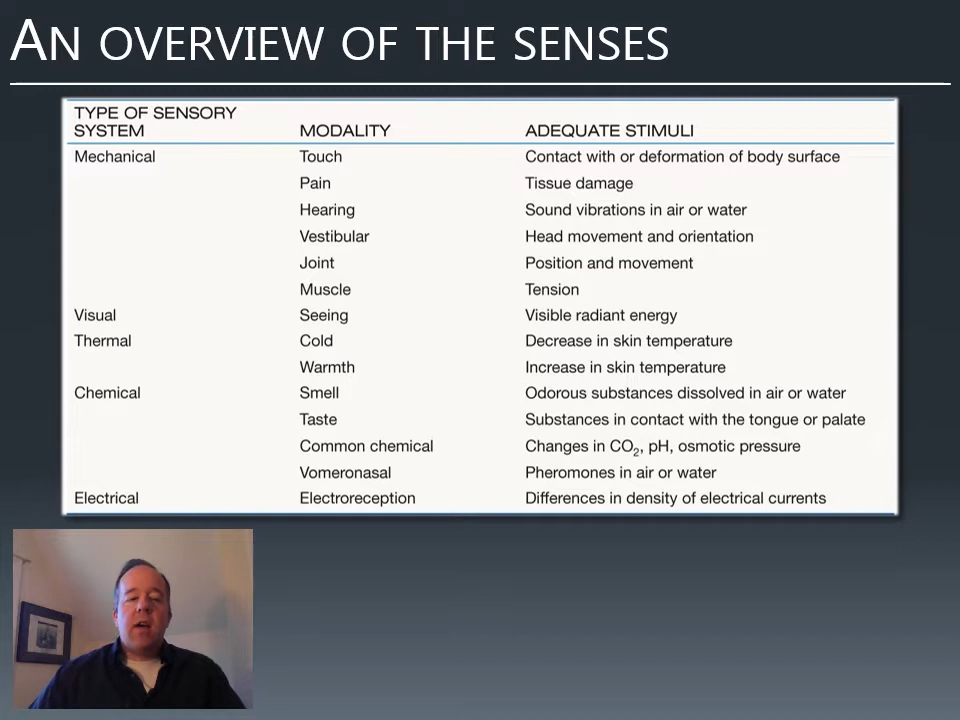 AN OVERVIEW OF THE SENSES
TYPE OF SENSORY
SYSTEM MODALITY ADEQUATE STIMULI
Mechanical Touch Contact with or deformation of body surface
Pain Tissue damage
Hearing Sound vibrations in air or water
Vestibular Head movement and orientation
Joint Position and movement
Muscle Tension
Visual Seeing Visible radiant energy
Thermal Cold Decrease in skin temperature
Warmth Increase in skin temperature
Chemical Smell Odorous substances dissolved in air or water
Taste Substances in contact with the tongue or palate
Common chemical Changes in CO₂, pH, osmotic pressure
Vomeronasal Pheromones in air or water
Electrical Electroreception Differences in density of electrical currents